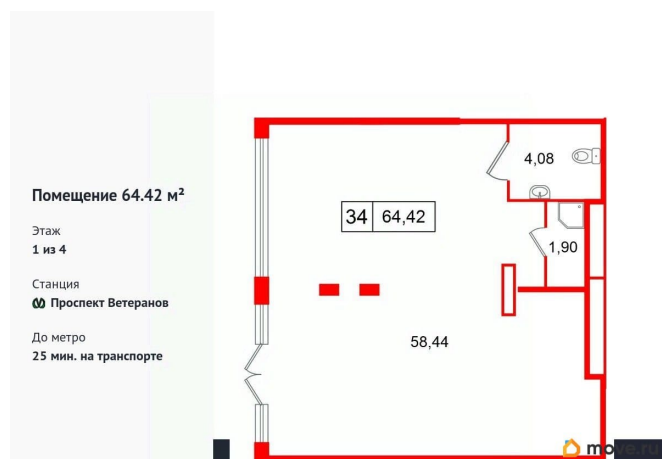 Помещение 64.42 м²
Этаж
1 из 4
Станция
Проспект Ветеранов
До метро
25 мин. на транспорте
4,08
34 64,42
1,90
58,44
move.ru